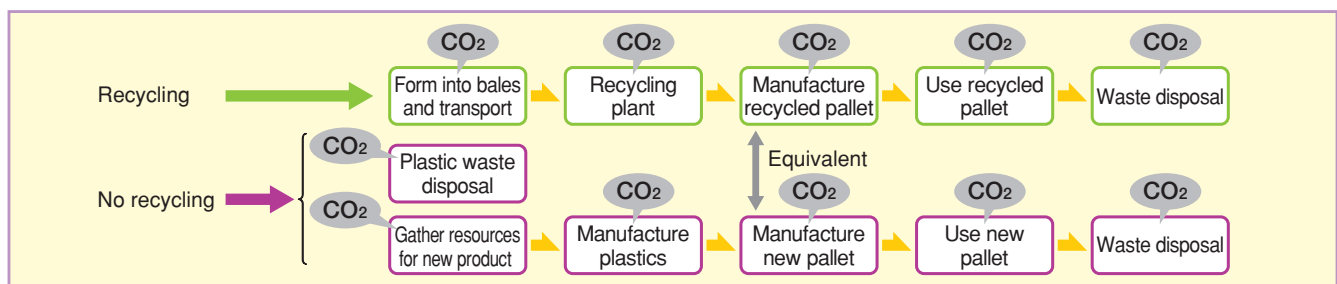 CO2 CO2 CO2 CO2 CO2
Recycling
Form into bales
and transport
Recycling
plant
Manufacture
recycled pallet
Use recycled
pallet
Waste disposal
No recycling
CO2
Plastic waste
disposal
Equivalent
CO2 CO2 CO2 CO2 CO2
Gather resources
for new product
Manufacture
plastics
Manufacture
new pallet
Use new
pallet
Waste disposal